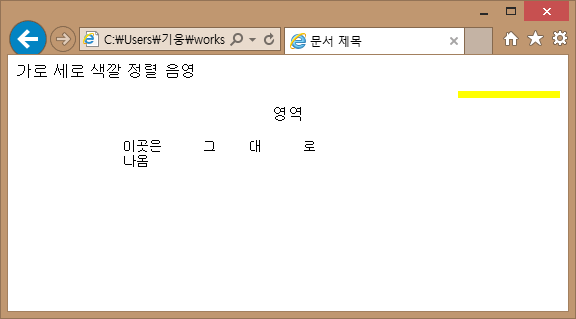 C:₩Users₩기웅₩works
문서 제목
가로 세로 색깔 정렬 음영
영역
이곳은 그 대 로
나옴